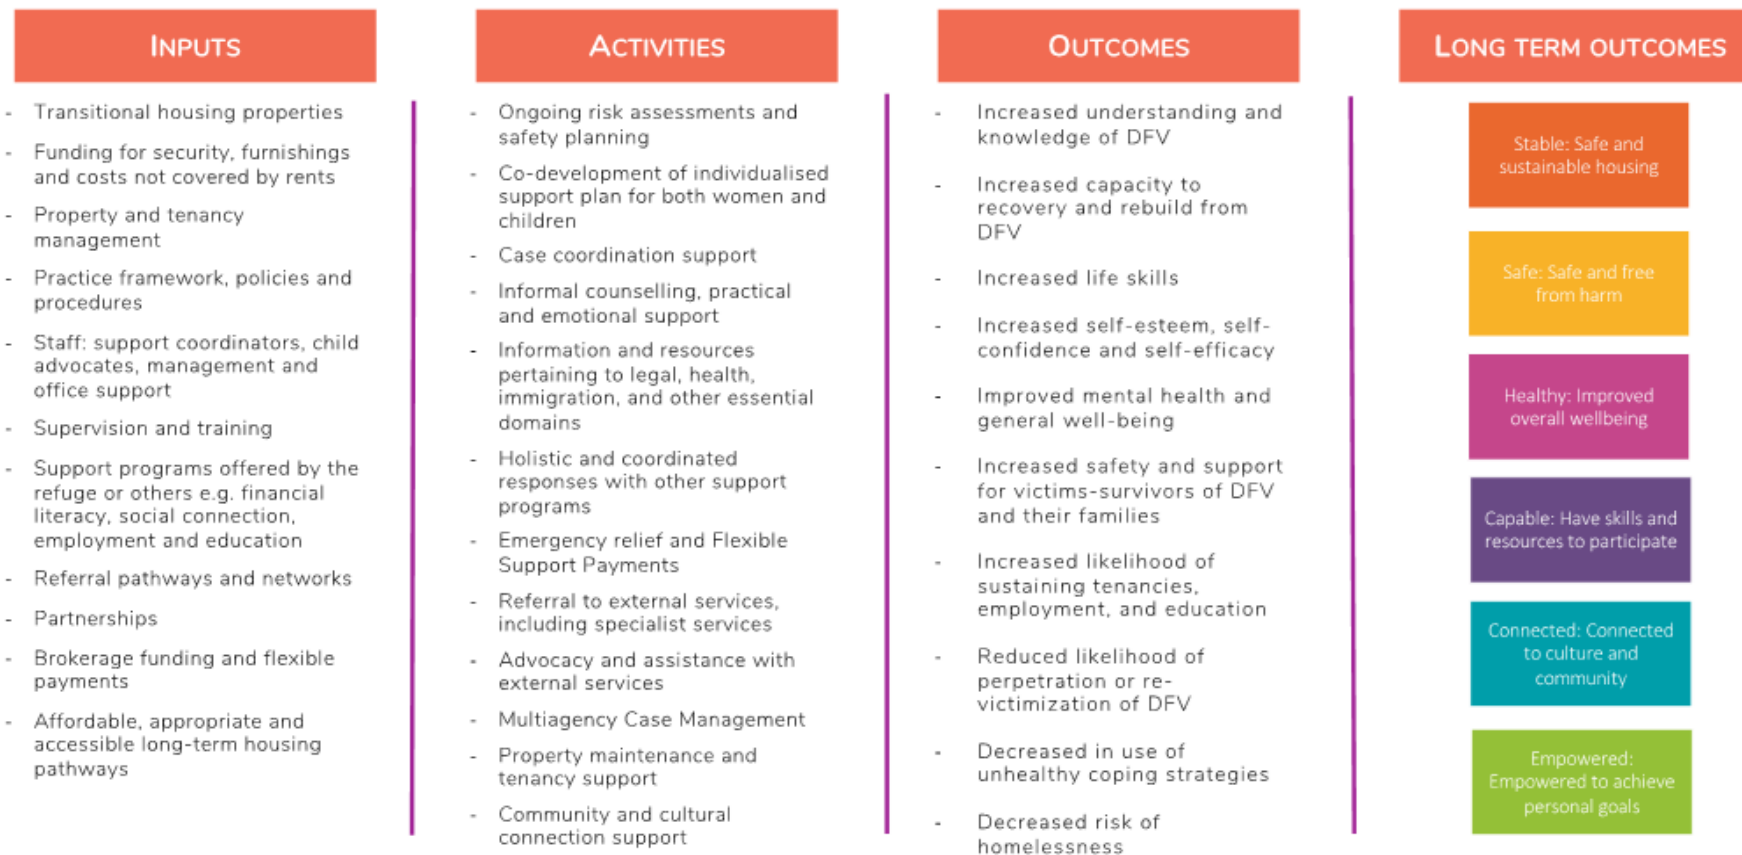 INPUTS
- Transitional housing properties
- Funding for security, furnishings
and costs not covered by rents
- Property and tenancy
management
- Practice framework, policies and
procedures
- Staff: support coordinators, child
advocates, management and
office support
- Supervision and training
- Support programs offered by the
refuge or others e.g. financial
literacy, social connection,
employment and education
- Referral pathways and networks
- Partnerships
- Brokerage funding and flexible
payments
- Affordable, appropriate and
accessible long-term housing
pathways
ACTIVITIES
- Ongoing risk assessments and
safety planning
- Co-development of individualised
support plan for both women and
children
- Case coordination support
- Informal counselling, practical
and emotional support
- Information and resources
pertaining to legal, health,
immigration, and other essential
domains
- Holistic and coordinated
responses with other support
programs
- Emergency relief and Flexible
Support Payments
- Referral to external services,
including specialist services
- Advocacy and assistance with
external services
- Multiagency Case Management
- Property maintenance and
tenancy support
- Community and cultural
connection support
OUTCOMES
- Increased understanding and
knowledge of DFV
- Increased capacity to
recovery and rebuild from
DFV
- Increased life skills
- Increased self-esteem, self-
confidence and self-efficacy
- Improved mental health and
general well-being
- Increased safety and support
for victims-survivors of DFV
and their families
- Increased likelihood of
sustaining tenancies,
employment, and education
- Reduced likelihood of
perpetration or re-
victimization of DFV
- Decreased in use of
unhealthy coping strategies
- Decreased risk of
homelessness
LONG TERM OUTCOMES
Stable: Safe and
sustainable housing
Safe: Safe and free
from harm
Healthy: Improved
overall wellbeing
Capable: Have skills and
resources to participate
Connected: Connected
to culture and
community
Empowered:
Empowered to achieve
personal goals